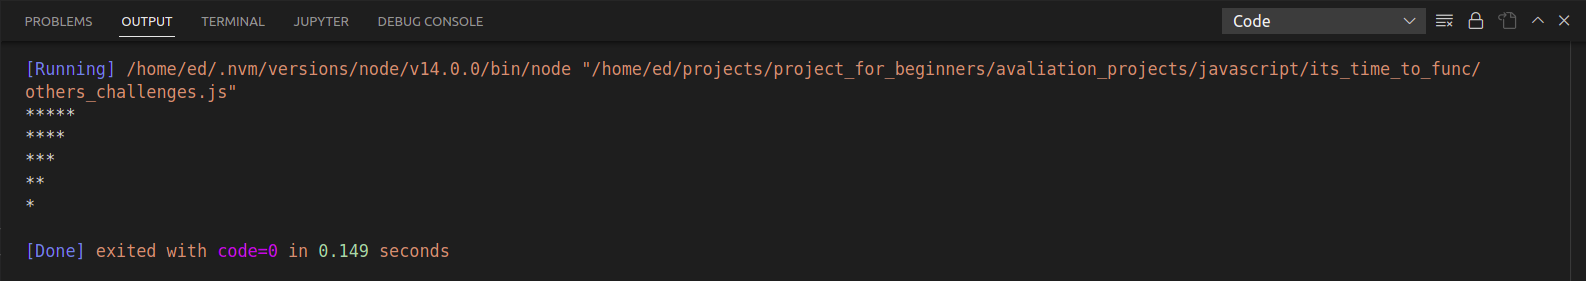 PROBLEMS OUTPUT TERMINAL JUPYTER DEBUG CONSOLE Code
[Running] /home/ed/.nvm/versions/node/v14.0.0/bin/node "/home/ed/projects/project_for_beginners/avaliation_projects/javascript/its_time_to_func/
others_challenges.js"
*****
****
***
**
*
[Done] exited with code=0 in 0.149 seconds